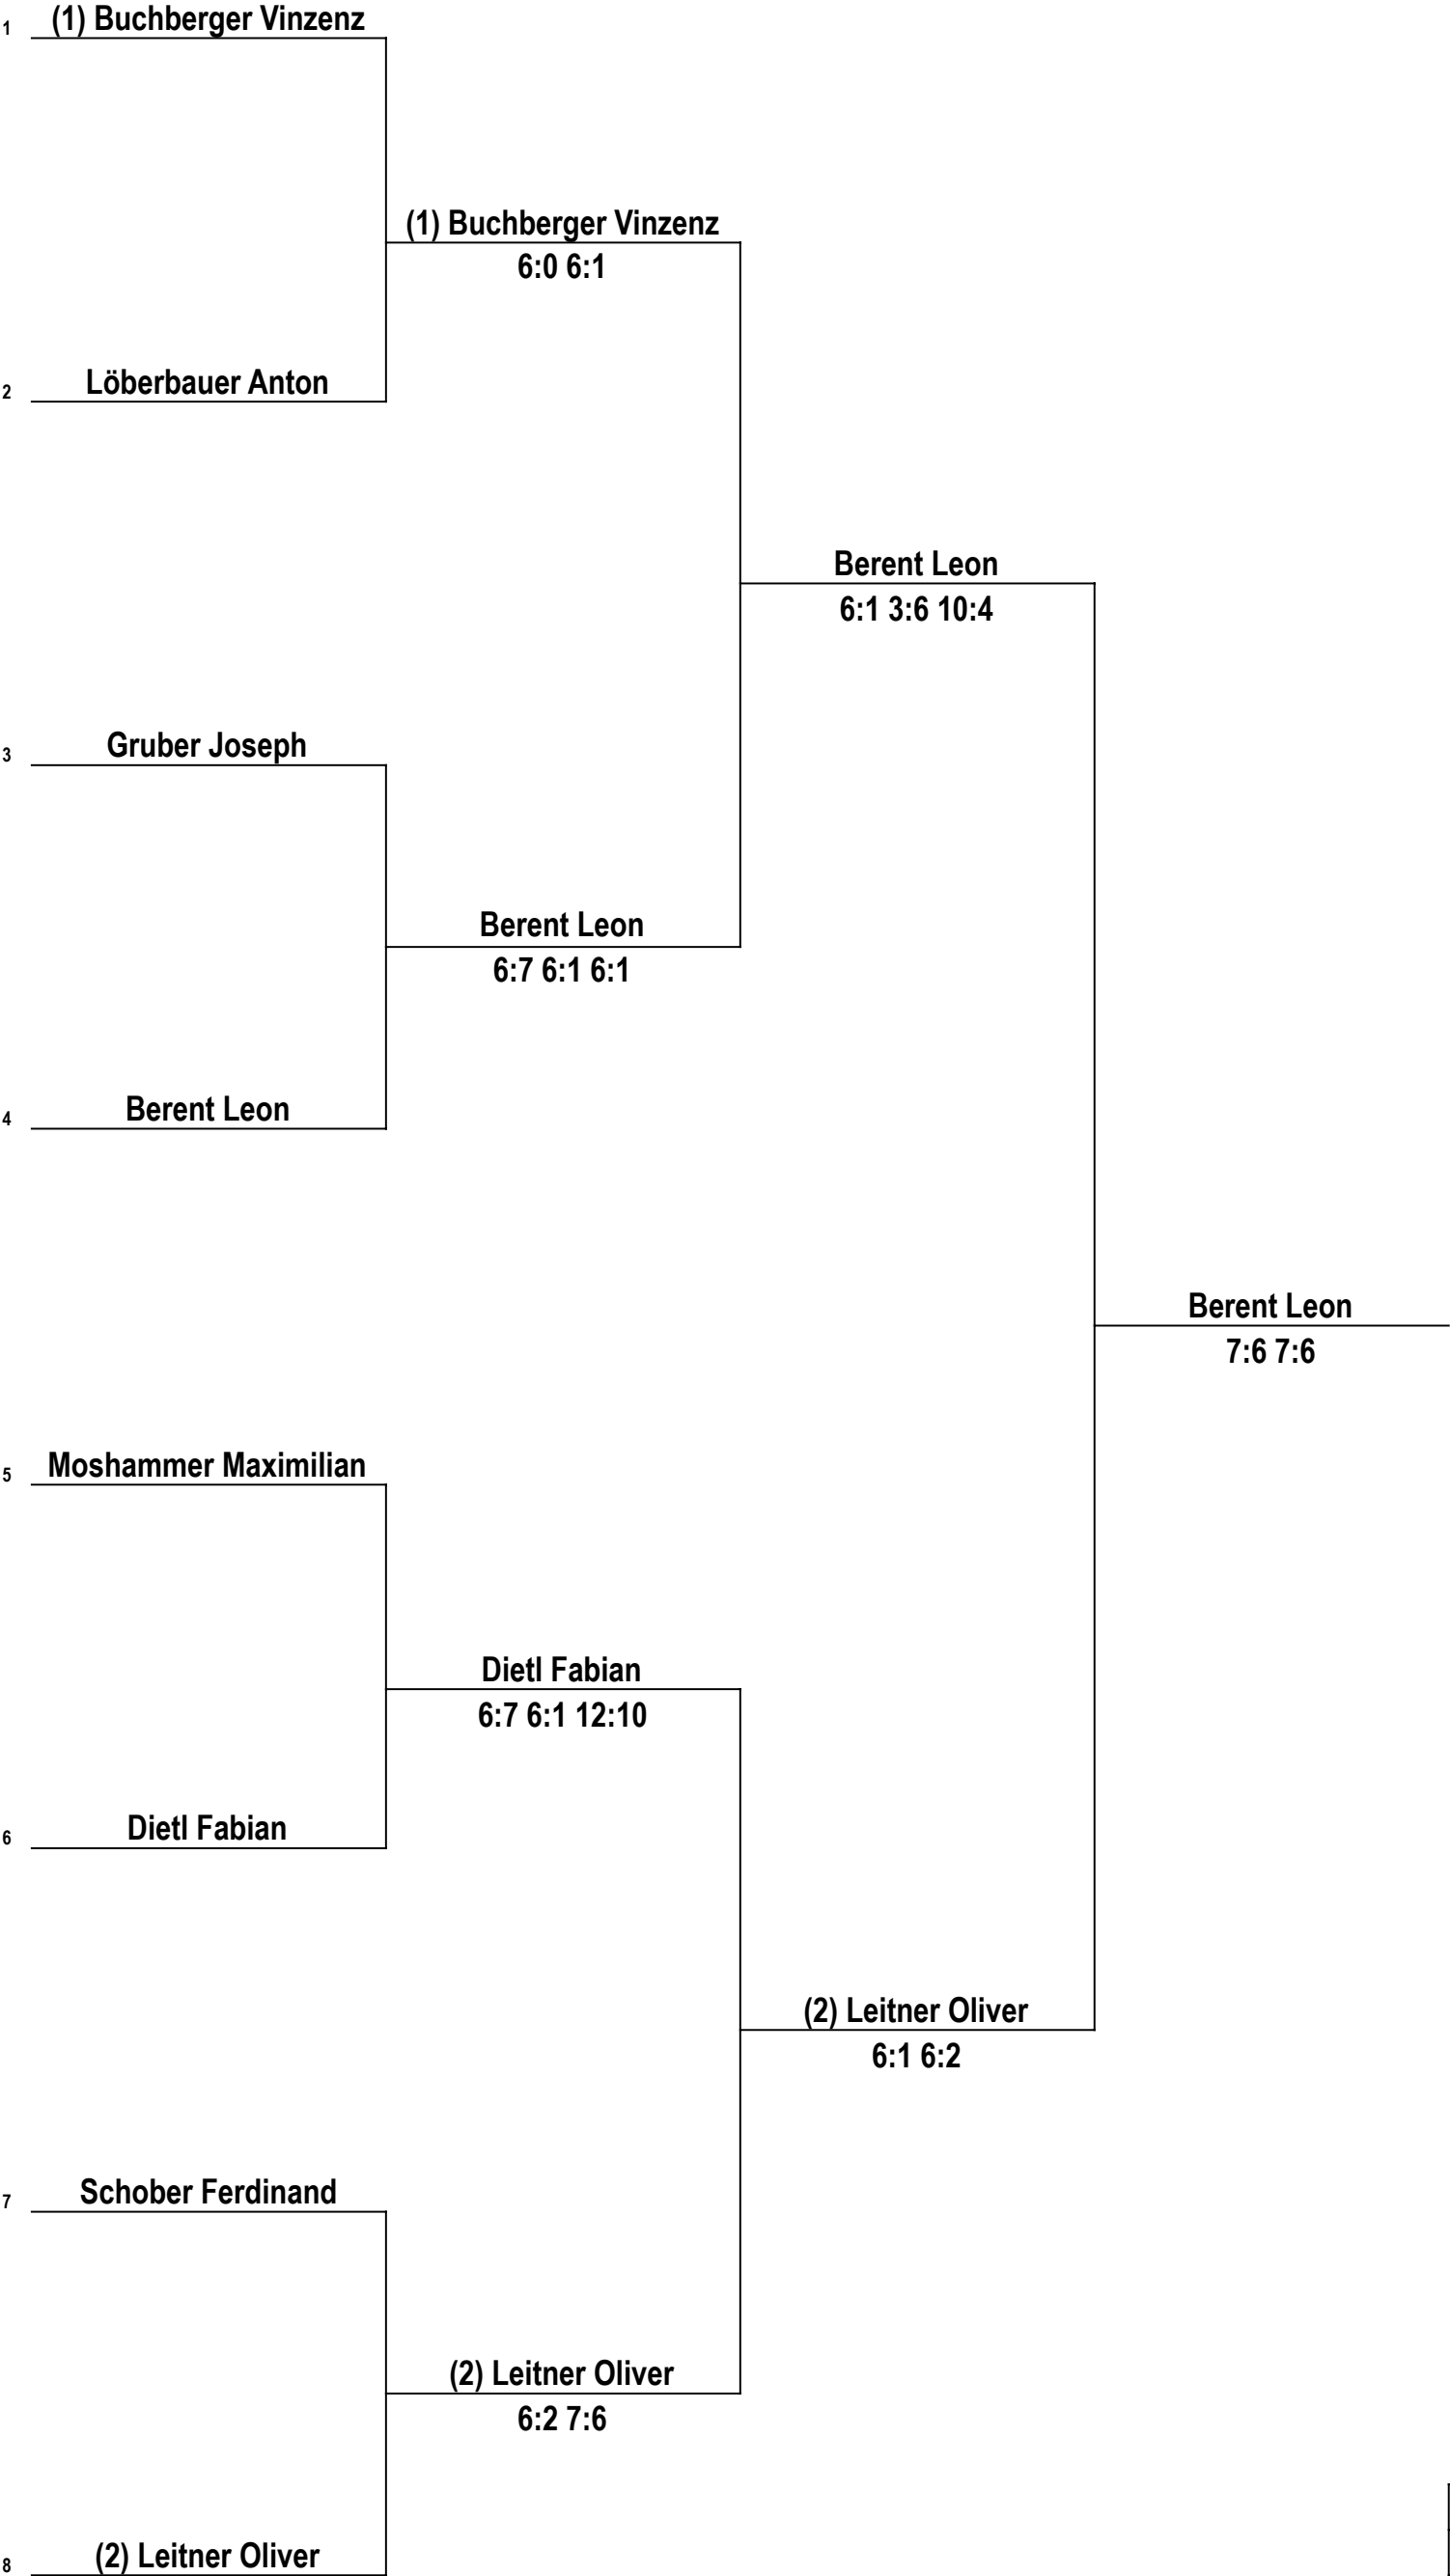 1 (1) Buchberger Vinzenz
(1) Buchberger Vinzenz
6:0 6:1
2 Löberbauer Anton
Berent Leon
6:1 3:6 10:4
3 Gruber Joseph
Berent Leon
6:7 6:1 6:1
4 Berent Leon
Berent Leon
7:6 7:6
5 Moshammer Maximilian
Dietl Fabian
6:7 6:1 12:10
6 Dietl Fabian
(2) Leitner Oliver
6:1 6:2
7 Schober Ferdinand
(2) Leitner Oliver
6:2 7:6
8 (2) Leitner Oliver